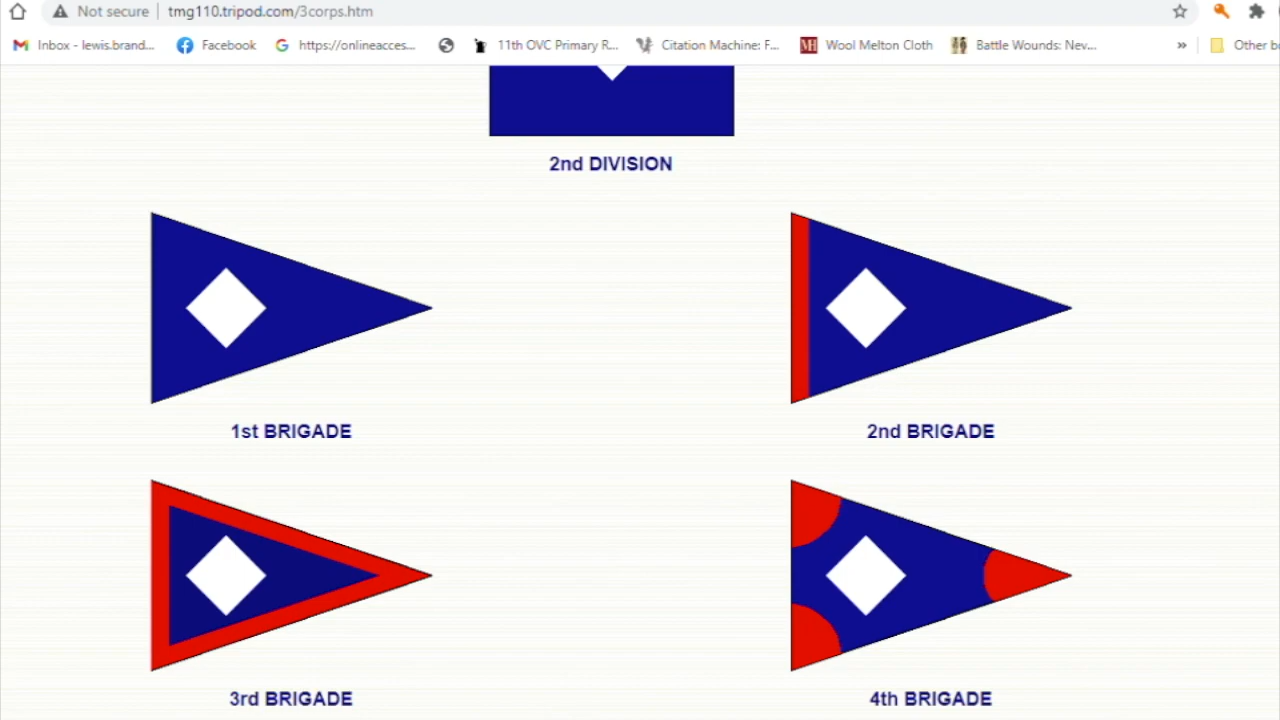 Not secure | tmg110.tripod.com/3corps.htm
Inbox - lewis.brand... Facebook https://onlineacces... 11th OVC Primary R... Citation Machine: F... MH Wool Melton Cloth Battle Wounds: Nev... » Other b
2nd DIVISION
1st BRIGADE 2nd BRIGADE
3rd BRIGADE 4th BRIGADE